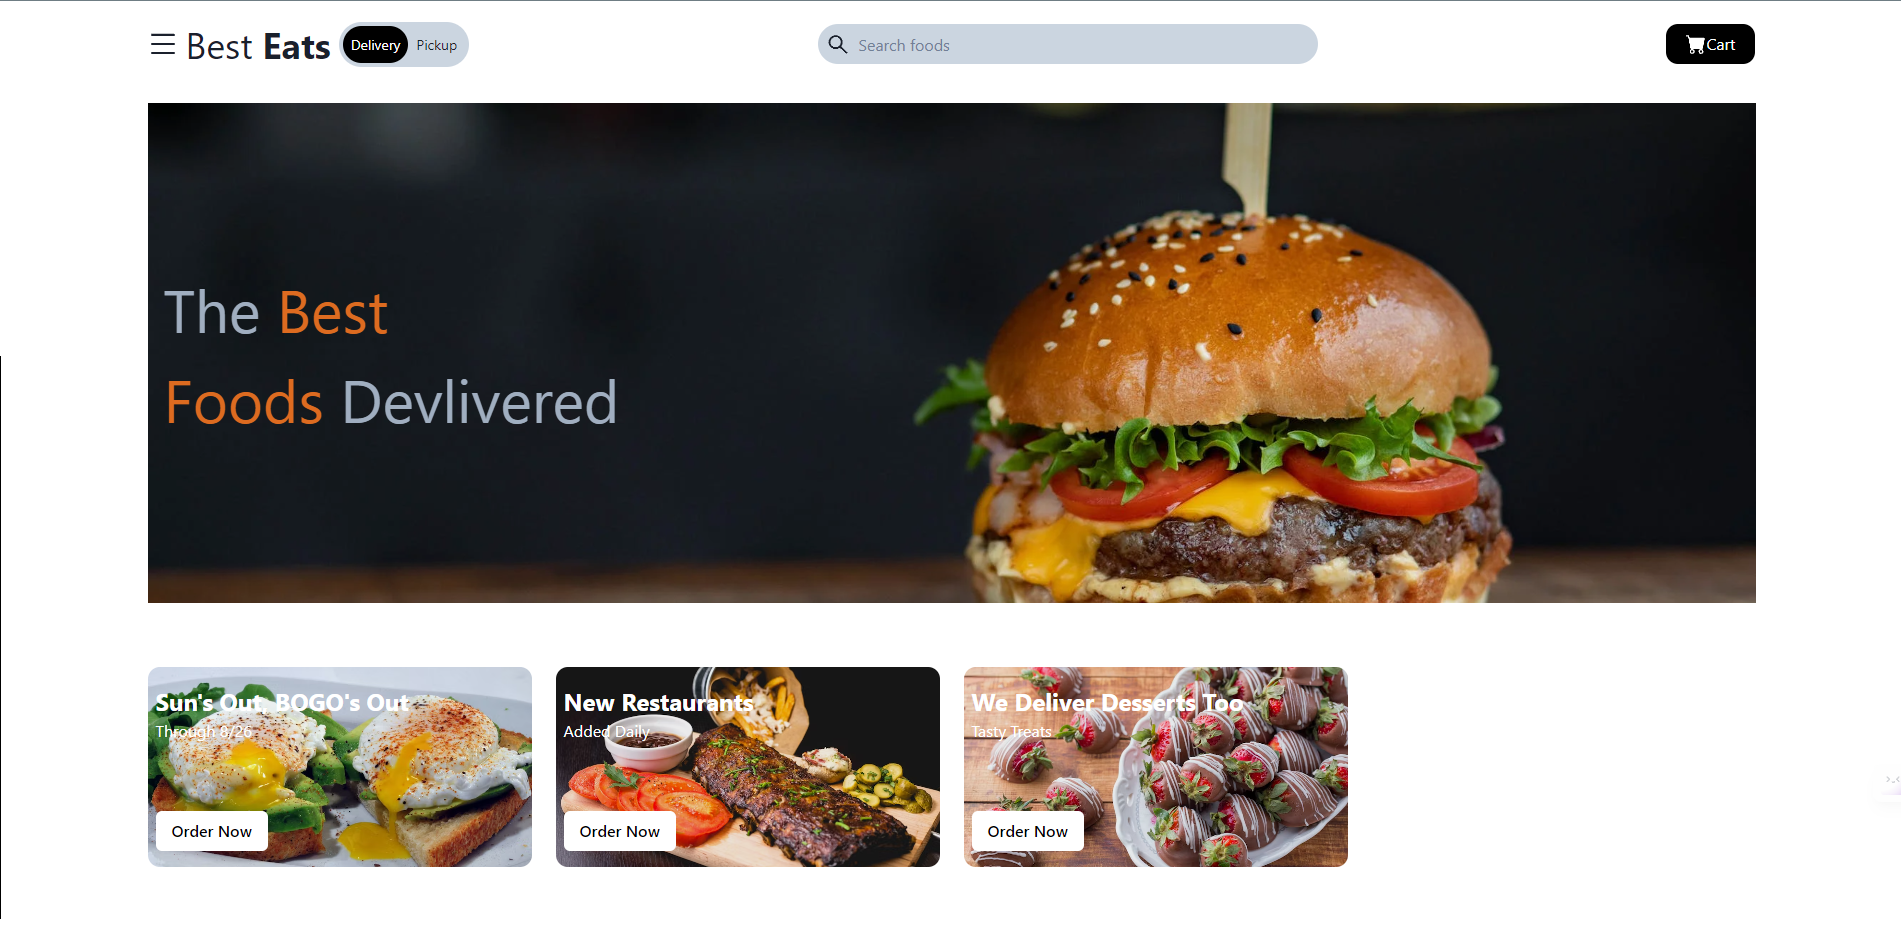 Best Eats Delivery Pickup Search foods Cart
The Best
Foods Devlivered
Sun's Out, BOGO's Out
Through 8/26
Order Now
New Restaurants
Added Daily
Order Now
We Deliver Desserts Too
Tasty Treats
Order Now